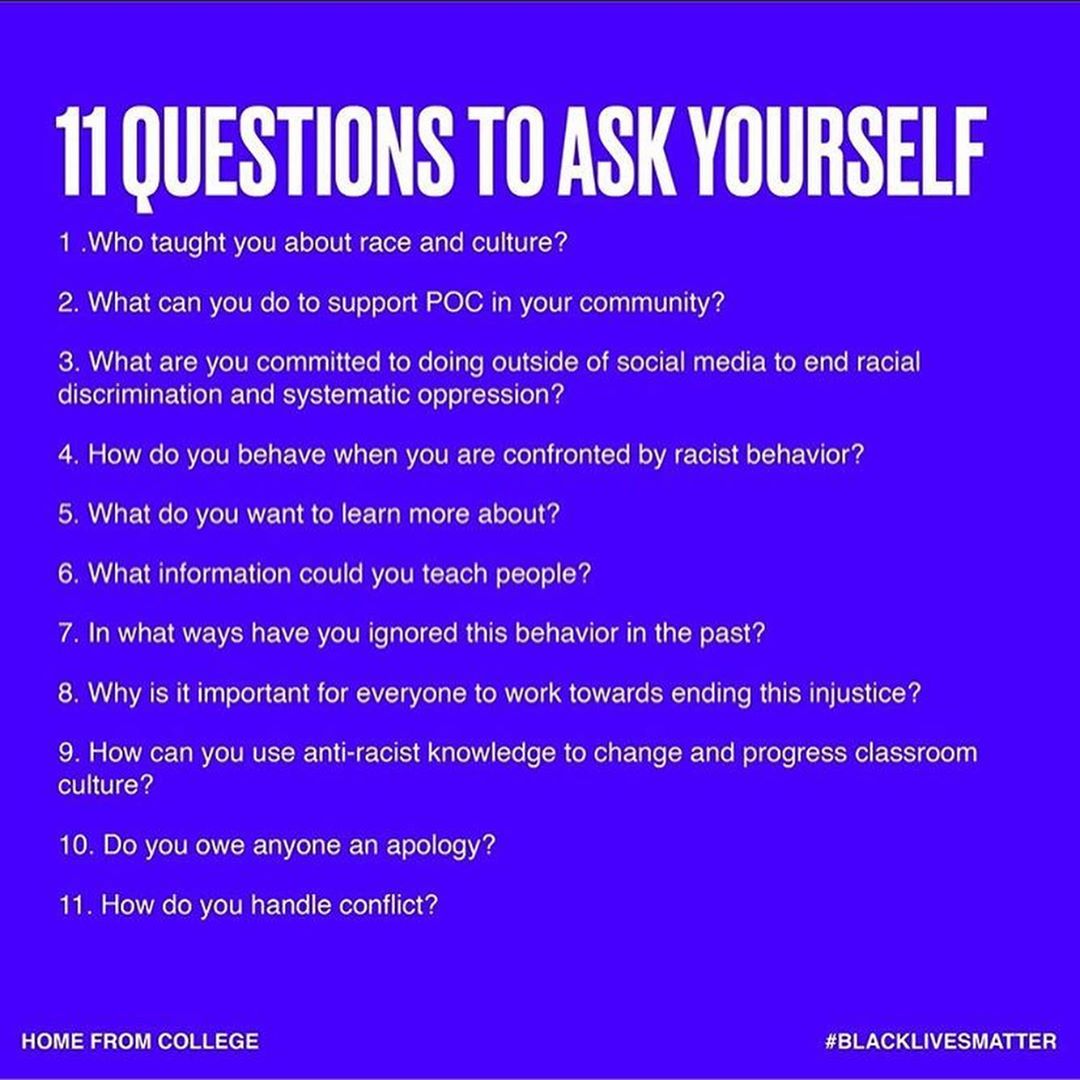 11 QUESTIONS TO ASK YOURSELF
1 .Who taught you about race and culture?
2. What can you do to support POC in your community?
3. What are you committed to doing outside of social media to end racial
discrimination and systematic oppression?
4. How do you behave when you are confronted by racist behavior?
5. What do you want to learn more about?
6. What information could you teach people?
7. In what ways have you ignored this behavior in the past?
8. Why is it important for everyone to work towards ending this injustice?
9. How can you use anti-racist knowledge to change and progress classroom
culture?
10. Do you owe anyone an apology?
11. How do you handle conflict?
HOME FROM COLLEGE
#BLACKLIVESMATTER